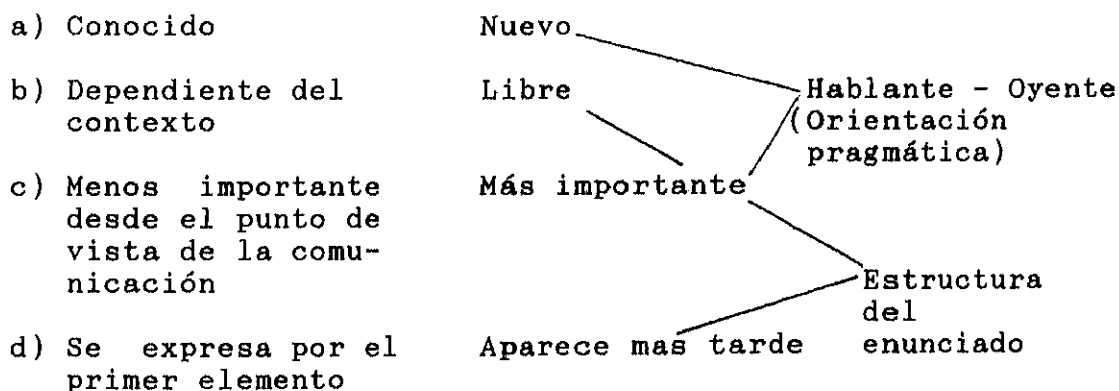 a) Conocido Nuevo
b) Dependiente del Libre Hablante - Oyente
contexto (Orientación
pragmática)
c) Menos importante Más importante
desde el punto de
vista de la comu-
nicación Estructura
del
d) Se expresa por el Aparece mas tarde enunciado
primer elemento